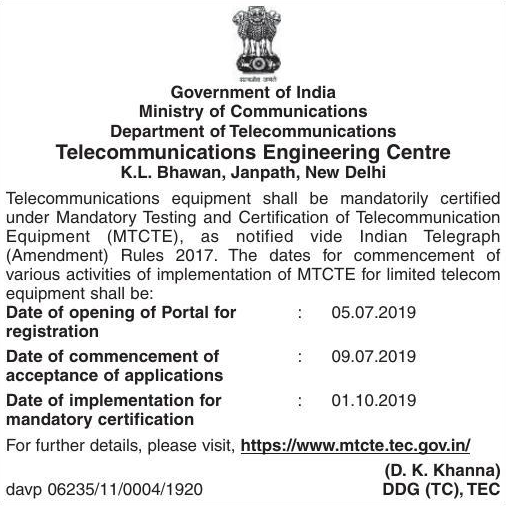 सत्यमेव जयते
Government of India
Ministry of Communications
Department of Telecommunications
Telecommunications Engineering Centre
K.L. Bhawan, Janpath, New Delhi
Telecommunications equipment shall be mandatorily certified
under Mandatory Testing and Certification of Telecommunication
Equipment (MTCTE), as notified vide Indian Telegraph
(Amendment) Rules 2017. The dates for commencement of
various activities of implementation of MTCTE for limited telecom
equipment shall be:
Date of opening of Portal for : 05.07.2019
registration
Date of commencement of : 09.07.2019
acceptance of applications
Date of implementation for : 01.10.2019
mandatory certification
For further details, please visit, https://www.mtcte.tec.gov.in/
(D. K. Khanna)
davp 06235/11/0004/1920 DDG (TC), TEC